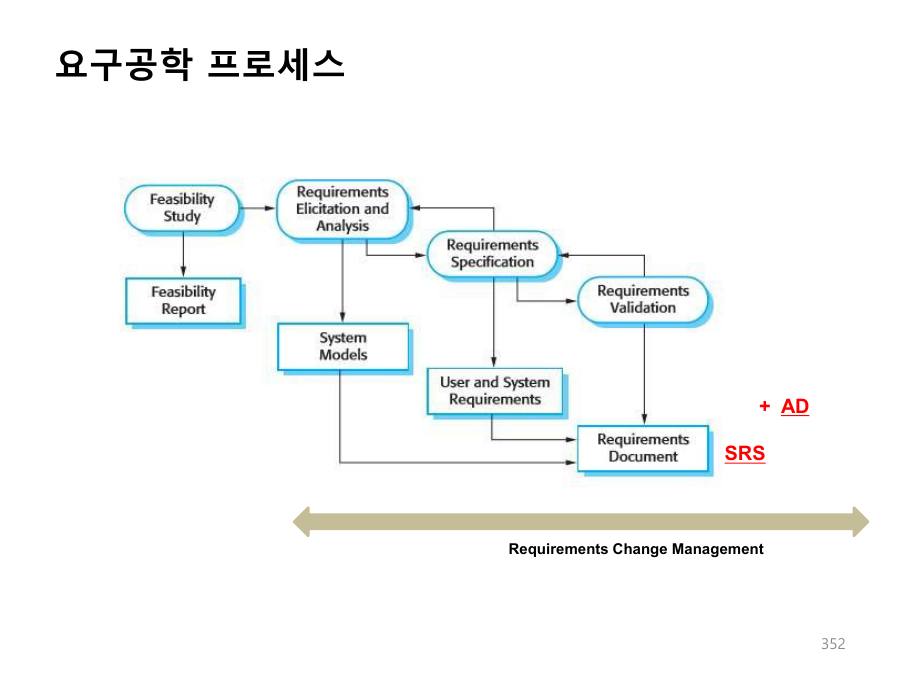 요구공학 프로세스
Feasibility
Study
Requirements
Elicitation and
Analysis
Requirements
Specification
Feasibility
Report
Requirements
Validation
System
Models
User and System
Requirements
+ AD
Requirements
Document
SRS
Requirements Change Management
352